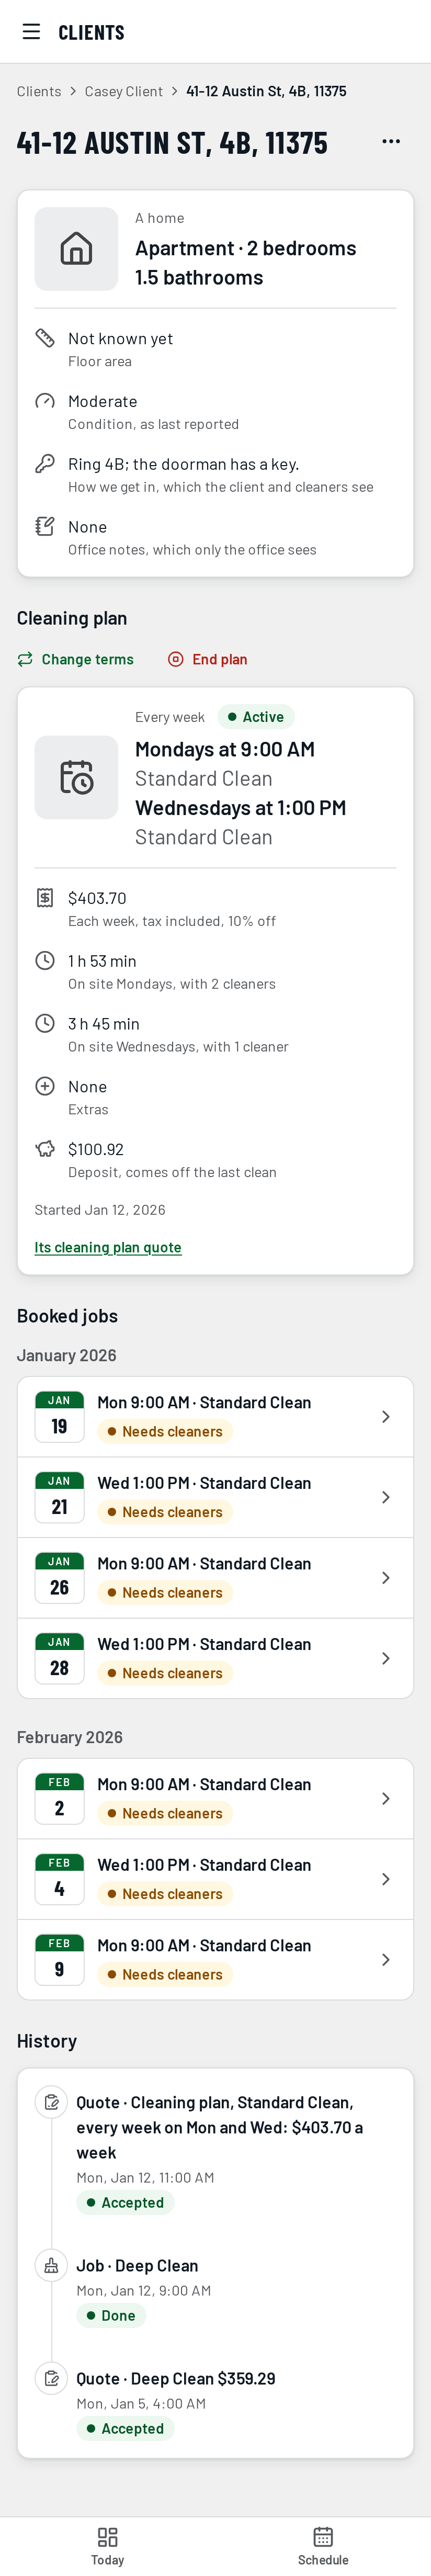 CLIENTS
Clients > Casey Client > 41-12 Austin St, 4B, 11375
41-12 AUSTIN ST, 4B, 11375
A home
Apartment · 2 bedrooms
1.5 bathrooms
Not known yet
Floor area
Moderate
Condition, as last reported
Ring 4B; the doorman has a key.
How we get in, which the client and cleaners see
None
Office notes, which only the office sees
Cleaning plan
Change terms
End plan
Every week
Active
Mondays at 9:00 AM
Standard Clean
Wednesdays at 1:00 PM
Standard Clean
$403.70
Each week, tax included, 10% off
1 h 53 min
On site Mondays, with 2 cleaners
3 h 45 min
On site Wednesdays, with 1 cleaner
None
Extras
$100.92
Deposit, comes off the last clean
Started Jan 12, 2026
Its cleaning plan quote
Booked jobs
January 2026
JAN
19
Mon 9:00 AM · Standard Clean
Needs cleaners
JAN
21
Wed 1:00 PM · Standard Clean
Needs cleaners
JAN
26
Mon 9:00 AM · Standard Clean
Needs cleaners
JAN
28
Wed 1:00 PM · Standard Clean
Needs cleaners
February 2026
FEB
2
Mon 9:00 AM · Standard Clean
Needs cleaners
FEB
4
Wed 1:00 PM · Standard Clean
Needs cleaners
FEB
9
Mon 9:00 AM · Standard Clean
Needs cleaners
History
Quote · Cleaning plan, Standard Clean,
every week on Mon and Wed: $403.70 a
week
Mon, Jan 12, 11:00 AM
Accepted
Job · Deep Clean
Mon, Jan 12, 9:00 AM
Done
Quote · Deep Clean $359.29
Mon, Jan 5, 4:00 AM
Accepted
Today
Schedule